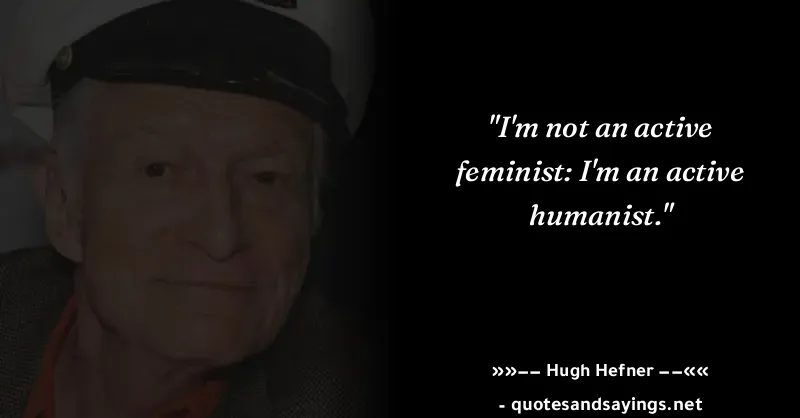 "I'm not an active
feminist: I'm an active
humanist."
»»−− Hugh Hefner −−««
- quotesandsayings.net